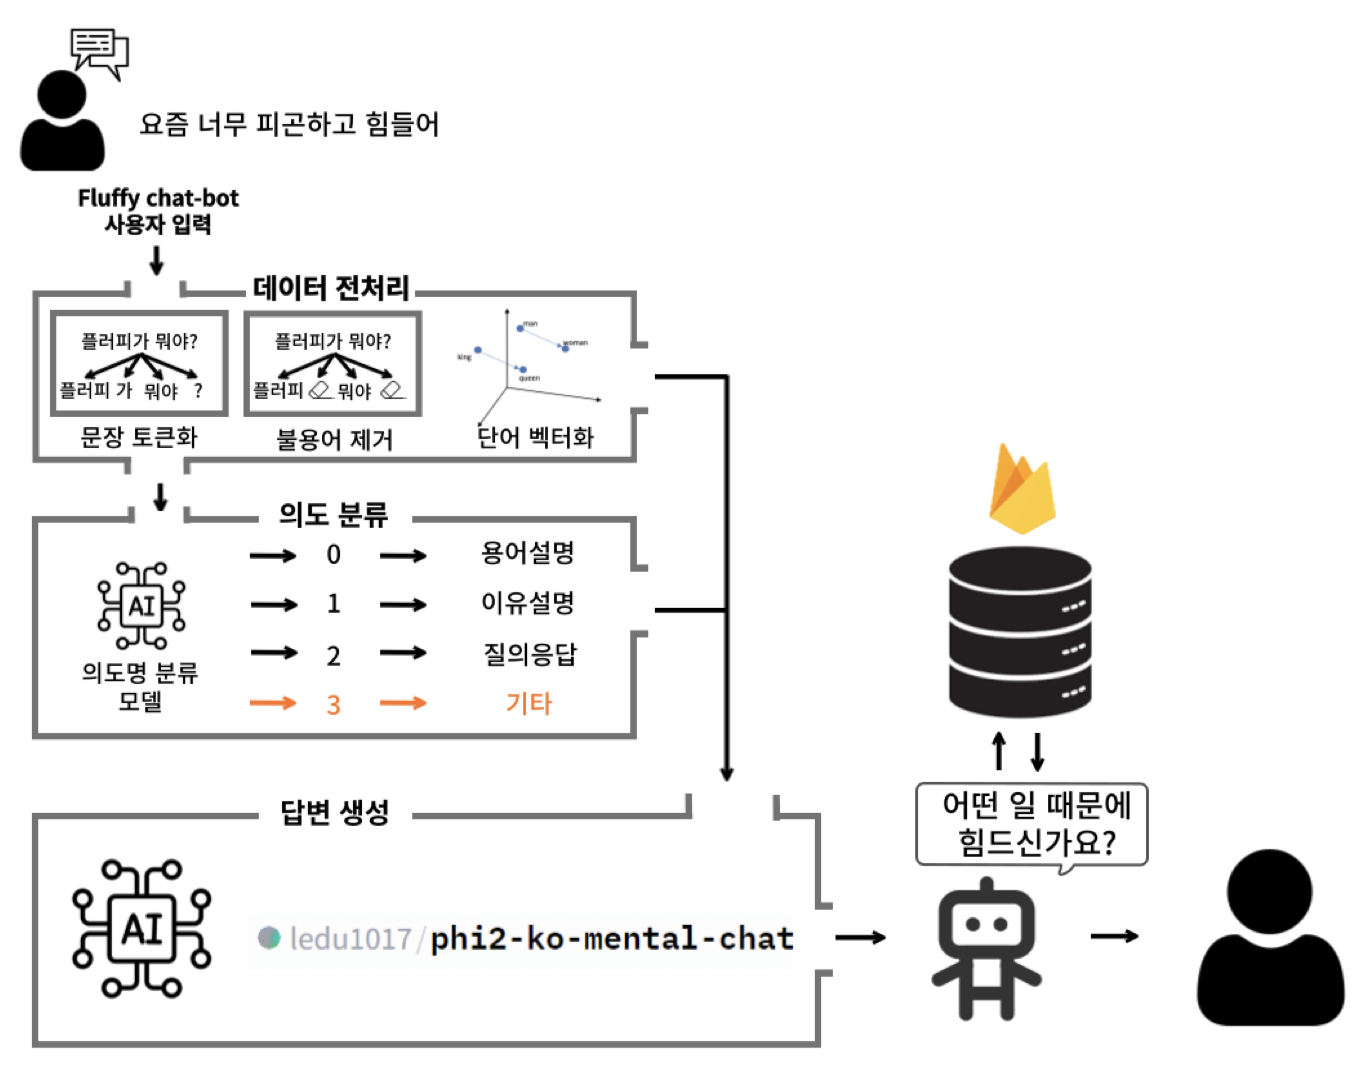 요즘 너무 피곤하고 힘들어
Fluffy chat-bot
사용자 입력
데이터 전처리
플러피가 뭐야?
플러피 가 뭐야 ?
문장 토큰화
플러피가 뭐야?
플러피 뭐야
불용어 제거
man
woman
king
queen
단어 벡터화
의도 분류
AI
의도명 분류
모델
0 용어설명
1 이유설명
2 질의응답
3 기타
답변 생성
AI
ledu1017/phi2-ko-mental-chat
어떤 일 때문에
힘드신가요?